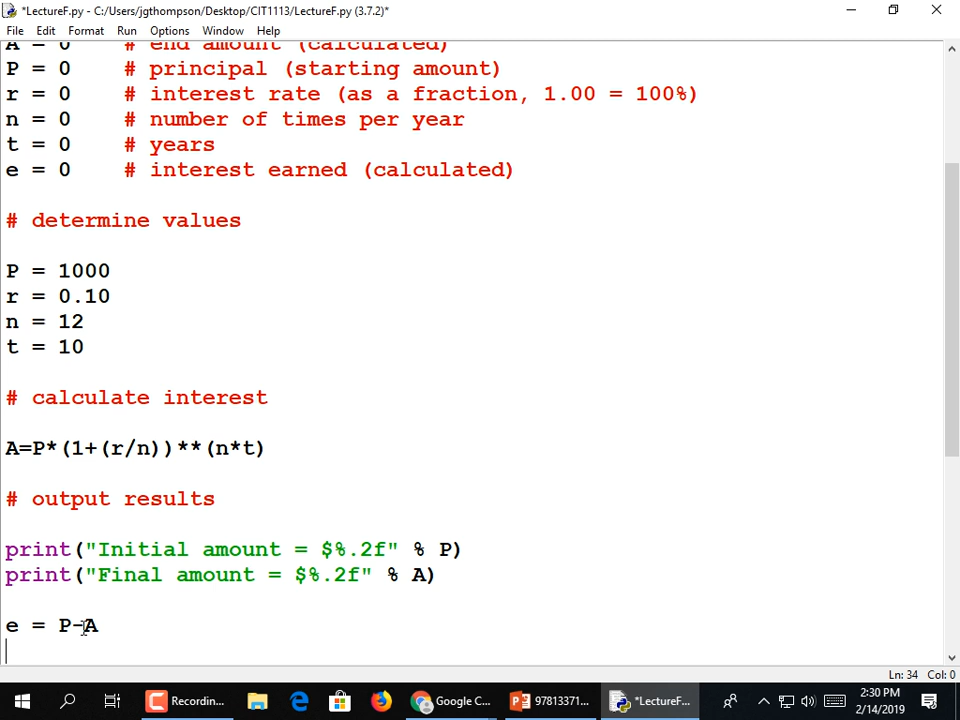 *LectureF.py - C:/Users/jgthompson/Desktop/CIT1113/LectureF.py (3.7.2)*
File Edit Format Run Options Window Help
A = 0 # end amount (calculated)
P = 0 # principal (starting amount)
r = 0 # interest rate (as a fraction, 1.00 = 100%)
n = 0 # number of times per year
t = 0 # years
e = 0 # interest earned (calculated)
# determine values
P = 1000
r = 0.10
n = 12
t = 10
# calculate interest
A=P*(1+(r/n))**(n*t)
# output results
print("Initial amount = $%.2f" % P)
print("Final amount = $%.2f" % A)
e = P-A
Ln: 34 Col: 0
Recordin... Google C... 97813371... *LectureF... 2:30 PM
2/14/2019